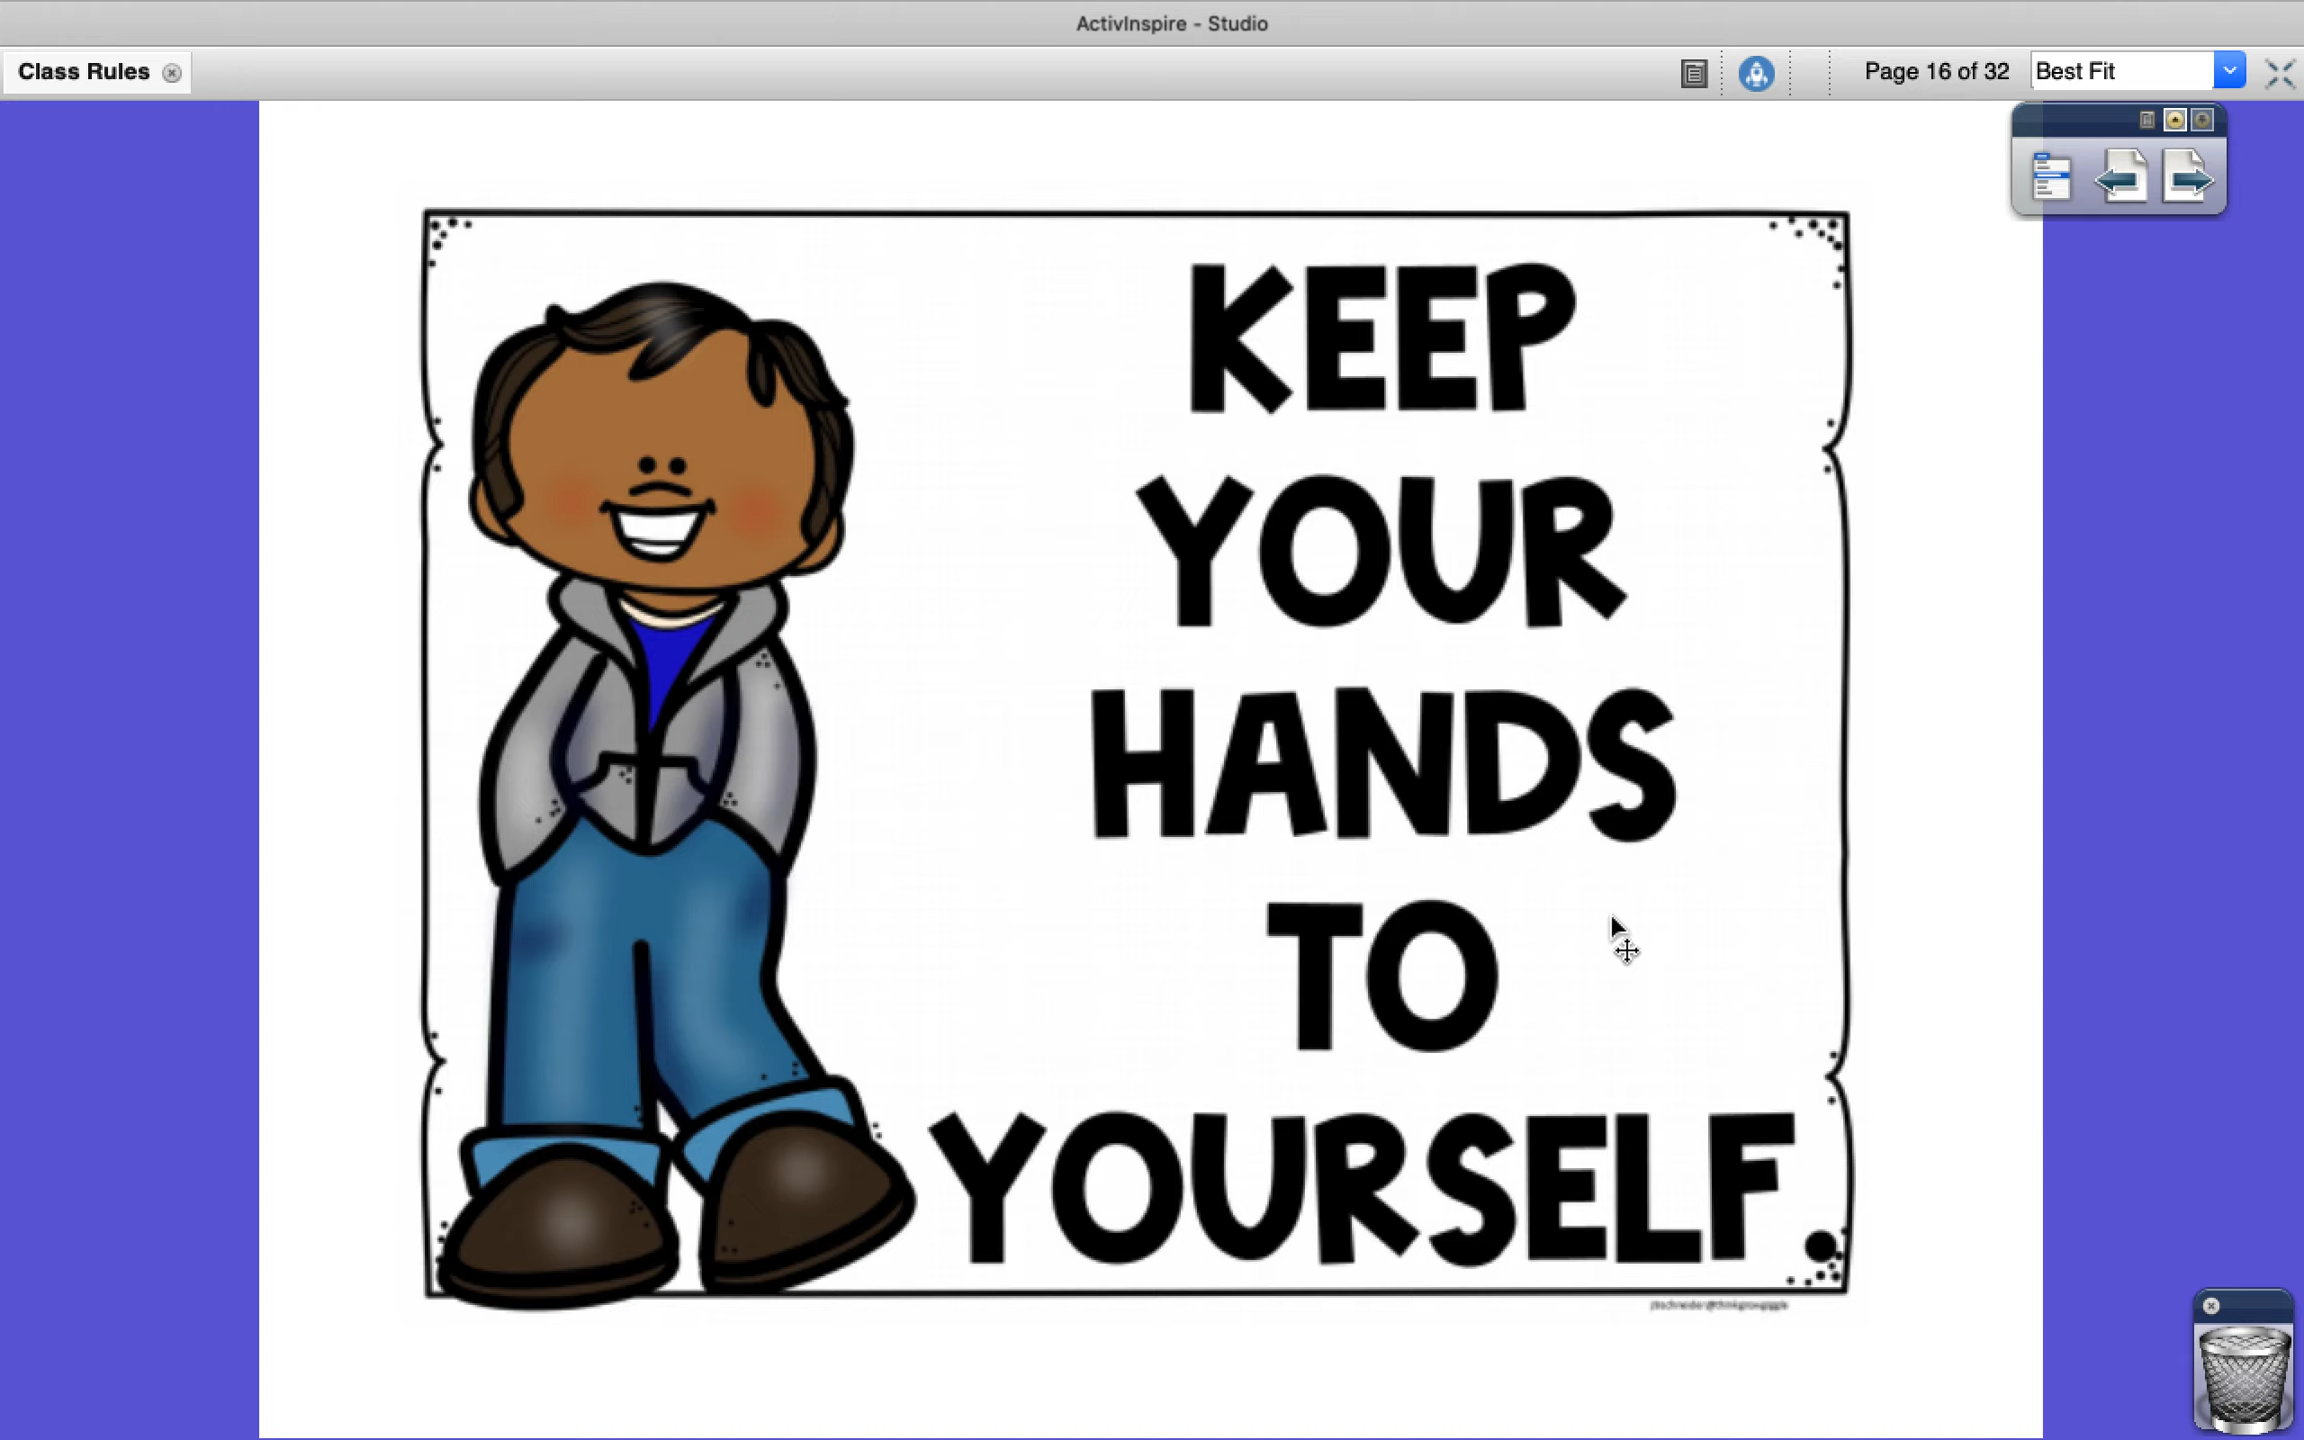 ActivInspire - Studio
Class Rules
Page 16 of 32
Best Fit
KEEP
YOUR
HANDS
TO
YOURSELF.